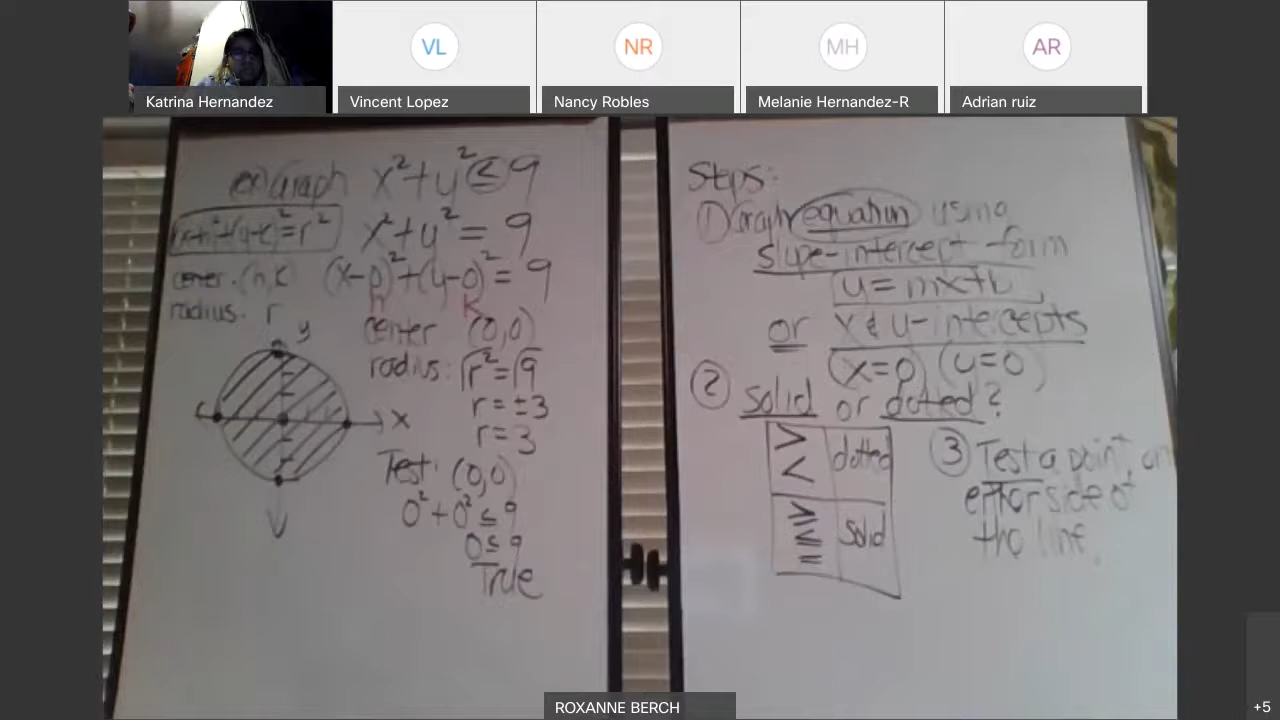 VL
NR
MH
AR
Katrina Hernandez
Vincent Lopez
Nancy Robles
Melanie Hernandez-R
Adrian ruiz
ex) Graph x² + y² ≤ 9
x² + y² = 9
center: (h, k) (x-0)² + (y-0)² = 9
h k
radius: r
center (0,0)
y
radius: √r² = √9
x
r = ±3
r = 3
Test: (0,0)
0² + 0² ≤ 9
0 ≤ 9
True
Steps:
① Graph equation using
slope-intercept form
y = mx + b
or x & y-intercepts
(x=0) (y=0)
② Solid or dotted?
> <
dotted
≥ ≤ =
solid
③ Test a point on
either side of
the line.
ROXANNE BERCH
+5